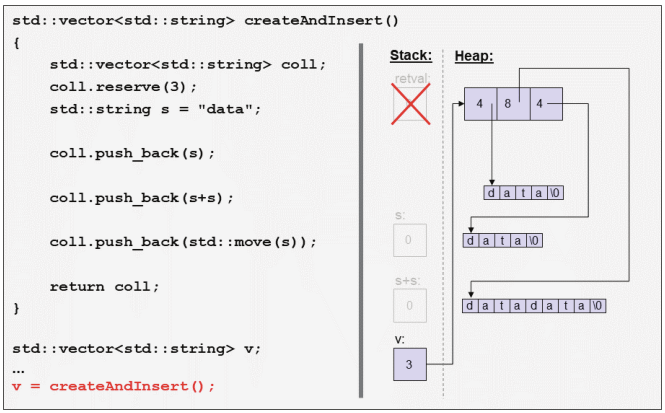 std::vector<std::string> createAndInsert()
{
std::vector<std::string> coll;
coll.reserve(3);
std::string s = "data";
coll.push_back(s);
coll.push_back(s+s);
coll.push_back(std::move(s));
return coll;
}
std::vector<std::string> v;
...
v = createAndInsert();
Stack: Heap:
retval:
4 8 4
d a t a \0
s:
0
d a t a \0
s+s:
0
d a t a d a t a \0
v:
3